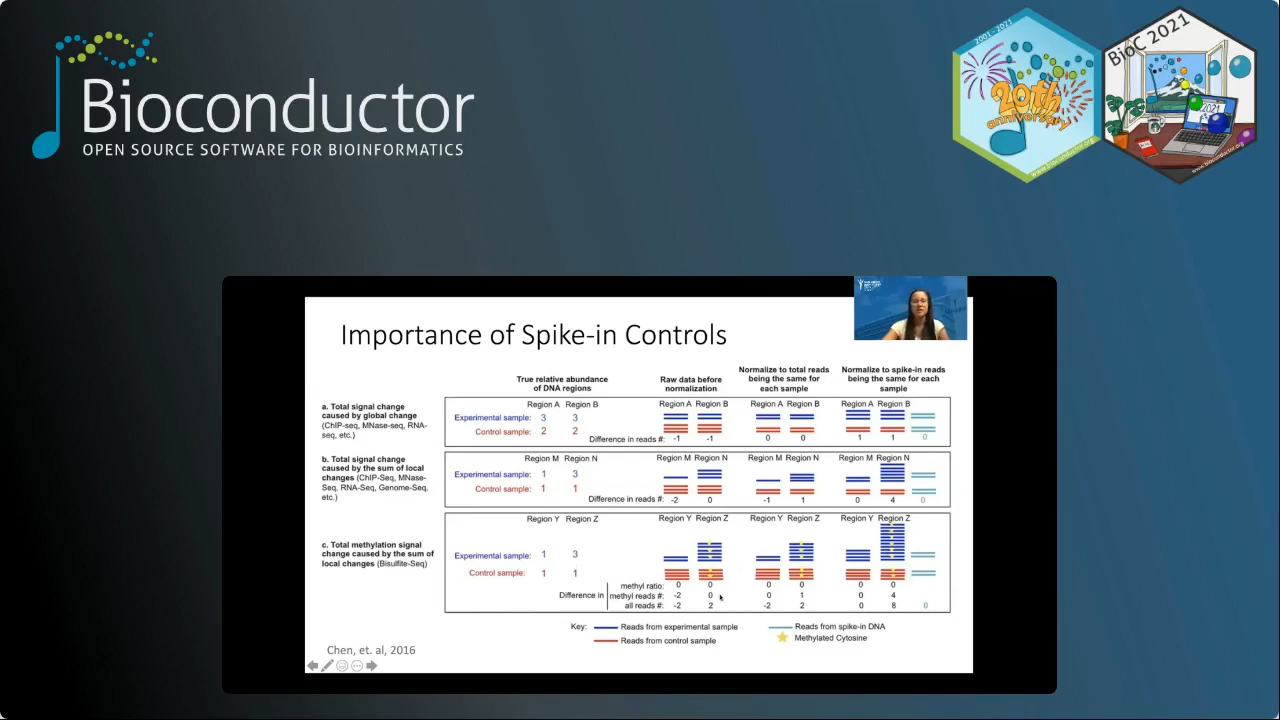 Bioconductor
OPEN SOURCE SOFTWARE FOR BIOINFORMATICS
2001 - 2021
20th
anniversary
www.bioconductor.org
BioC 2021
2021
www.bioconductor.org
Importance of Spike-in Controls
True relative abundance
of DNA regions
Raw data before
normalization
Normalize to total reads
being the same for
each sample
Normalize to spike-in reads
being the same for each
sample
a. Total signal change
caused by global change
(ChIP-seq, MNase-seq, RNA-
seq, etc.)
Region A Region B
Experimental sample: 3 3
Control sample: 2 2
Region A Region B
Region A Region B
Region A Region B
Difference in reads #: -1 -1 0 0 1 1 0
b. Total signal change
caused by the sum of local
changes (ChIP-Seq, MNase-
Seq, RNA-Seq, Genome-Seq,
etc.)
Region M Region N
Experimental sample: 1 3
Control sample: 1 1
Region M Region N
Region M Region N
Region M Region N
Difference in reads #: -2 0 -1 1 0 4 0
c. Total methylation signal
change caused by the sum of
local changes (Bisulfite-Seq)
Region Y Region Z
Experimental sample: 1 3
Control sample: 1 1
Region Y Region Z
Region Y Region Z
Region Y Region Z
Difference in
methyl ratio: 0 0 0 0 0 0
methyl reads #: -2 0 0 1 0 4
all reads #: -2 2 -2 2 0 8 0
Key:
Reads from experimental sample
Reads from control sample
Reads from spike-in DNA
Methylated Cytosine
Chen, et. al, 2016